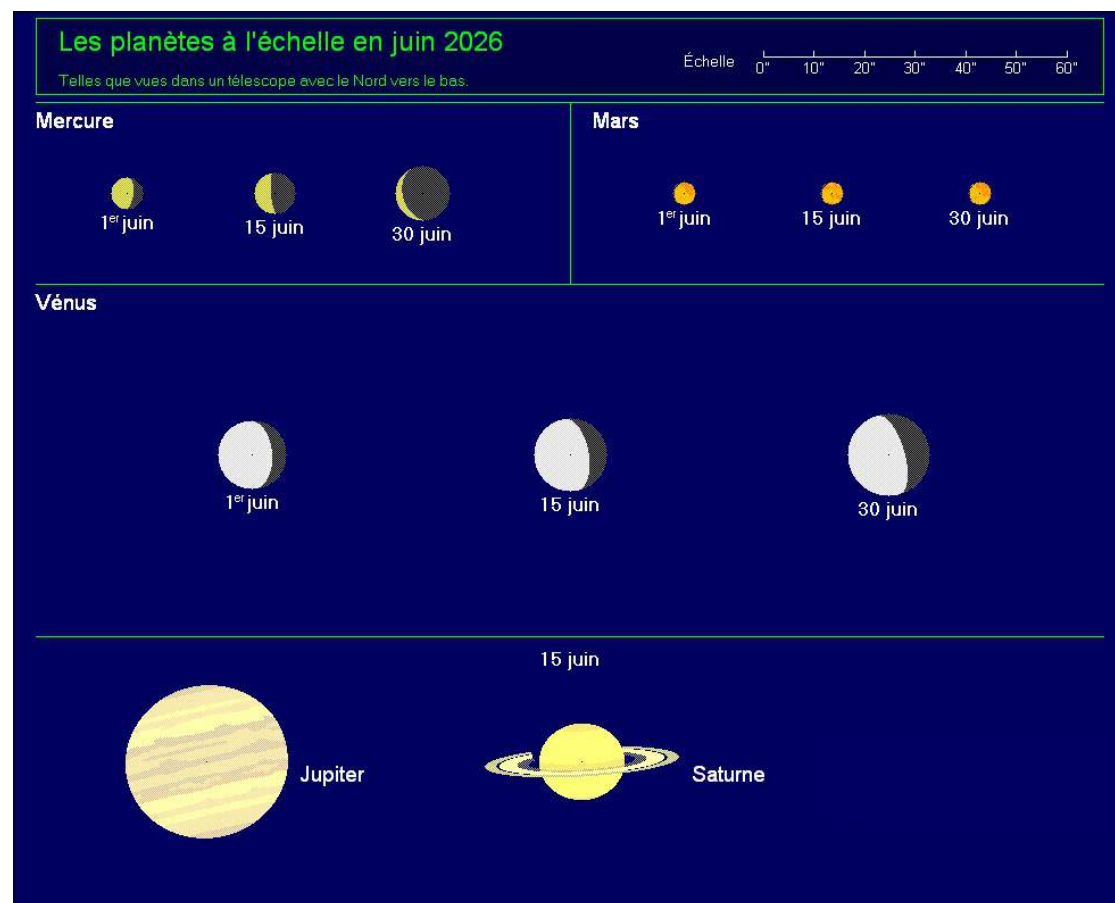 Les planètes à l'échelle en juin 2026
Telles que vues dans un télescope avec le Nord vers le bas.
Échelle
0" 10" 20" 30" 40" 50" 60"
Mercure
1er juin
15 juin
30 juin
Mars
1er juin
15 juin
30 juin
Vénus
1er juin
15 juin
30 juin
15 juin
Jupiter
Saturne